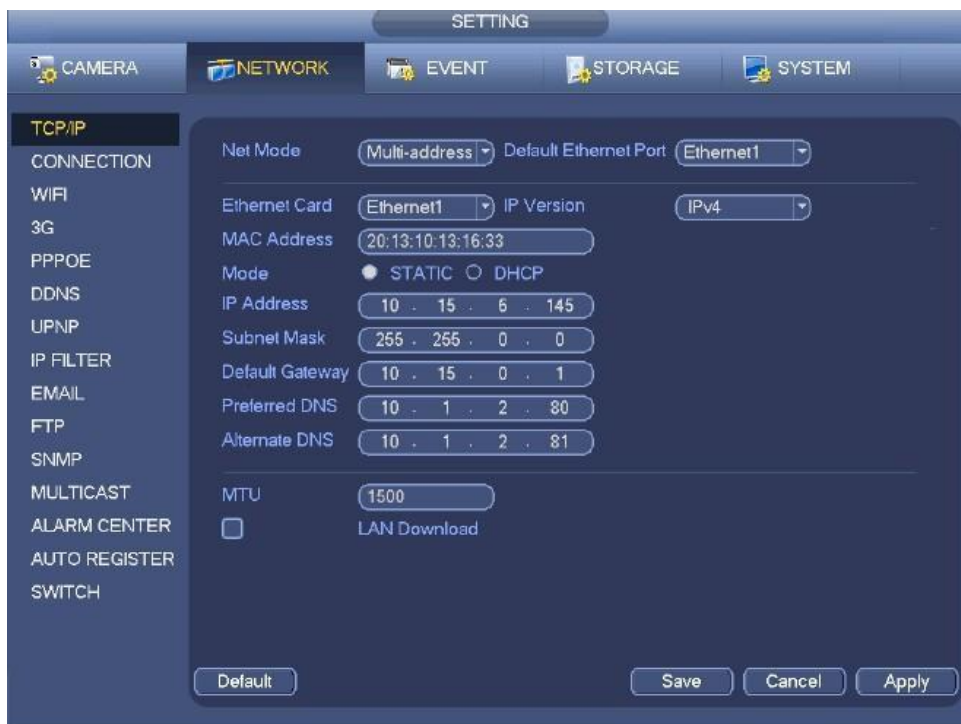 SETTING
CAMERA NETWORK EVENT STORAGE SYSTEM
TCP/IP
CONNECTION
WIFI
3G
PPPOE
DDNS
UPNP
IP FILTER
EMAIL
FTP
SNMP
MULTICAST
ALARM CENTER
AUTO REGISTER
SWITCH
Net Mode Multi-address Default Ethernet Port Ethernet1
Ethernet Card Ethernet1 IP Version IPv4
MAC Address 20:13:10:13:16:33
Mode STATIC DHCP
IP Address 10 . 15 . 6 . 145
Subnet Mask 255 . 255 . 0 . 0
Default Gateway 10 . 15 . 0 . 1
Preferred DNS 10 . 1 . 2 . 80
Alternate DNS 10 . 1 . 2 . 81
MTU 1500
LAN Download
Default Save Cancel Apply